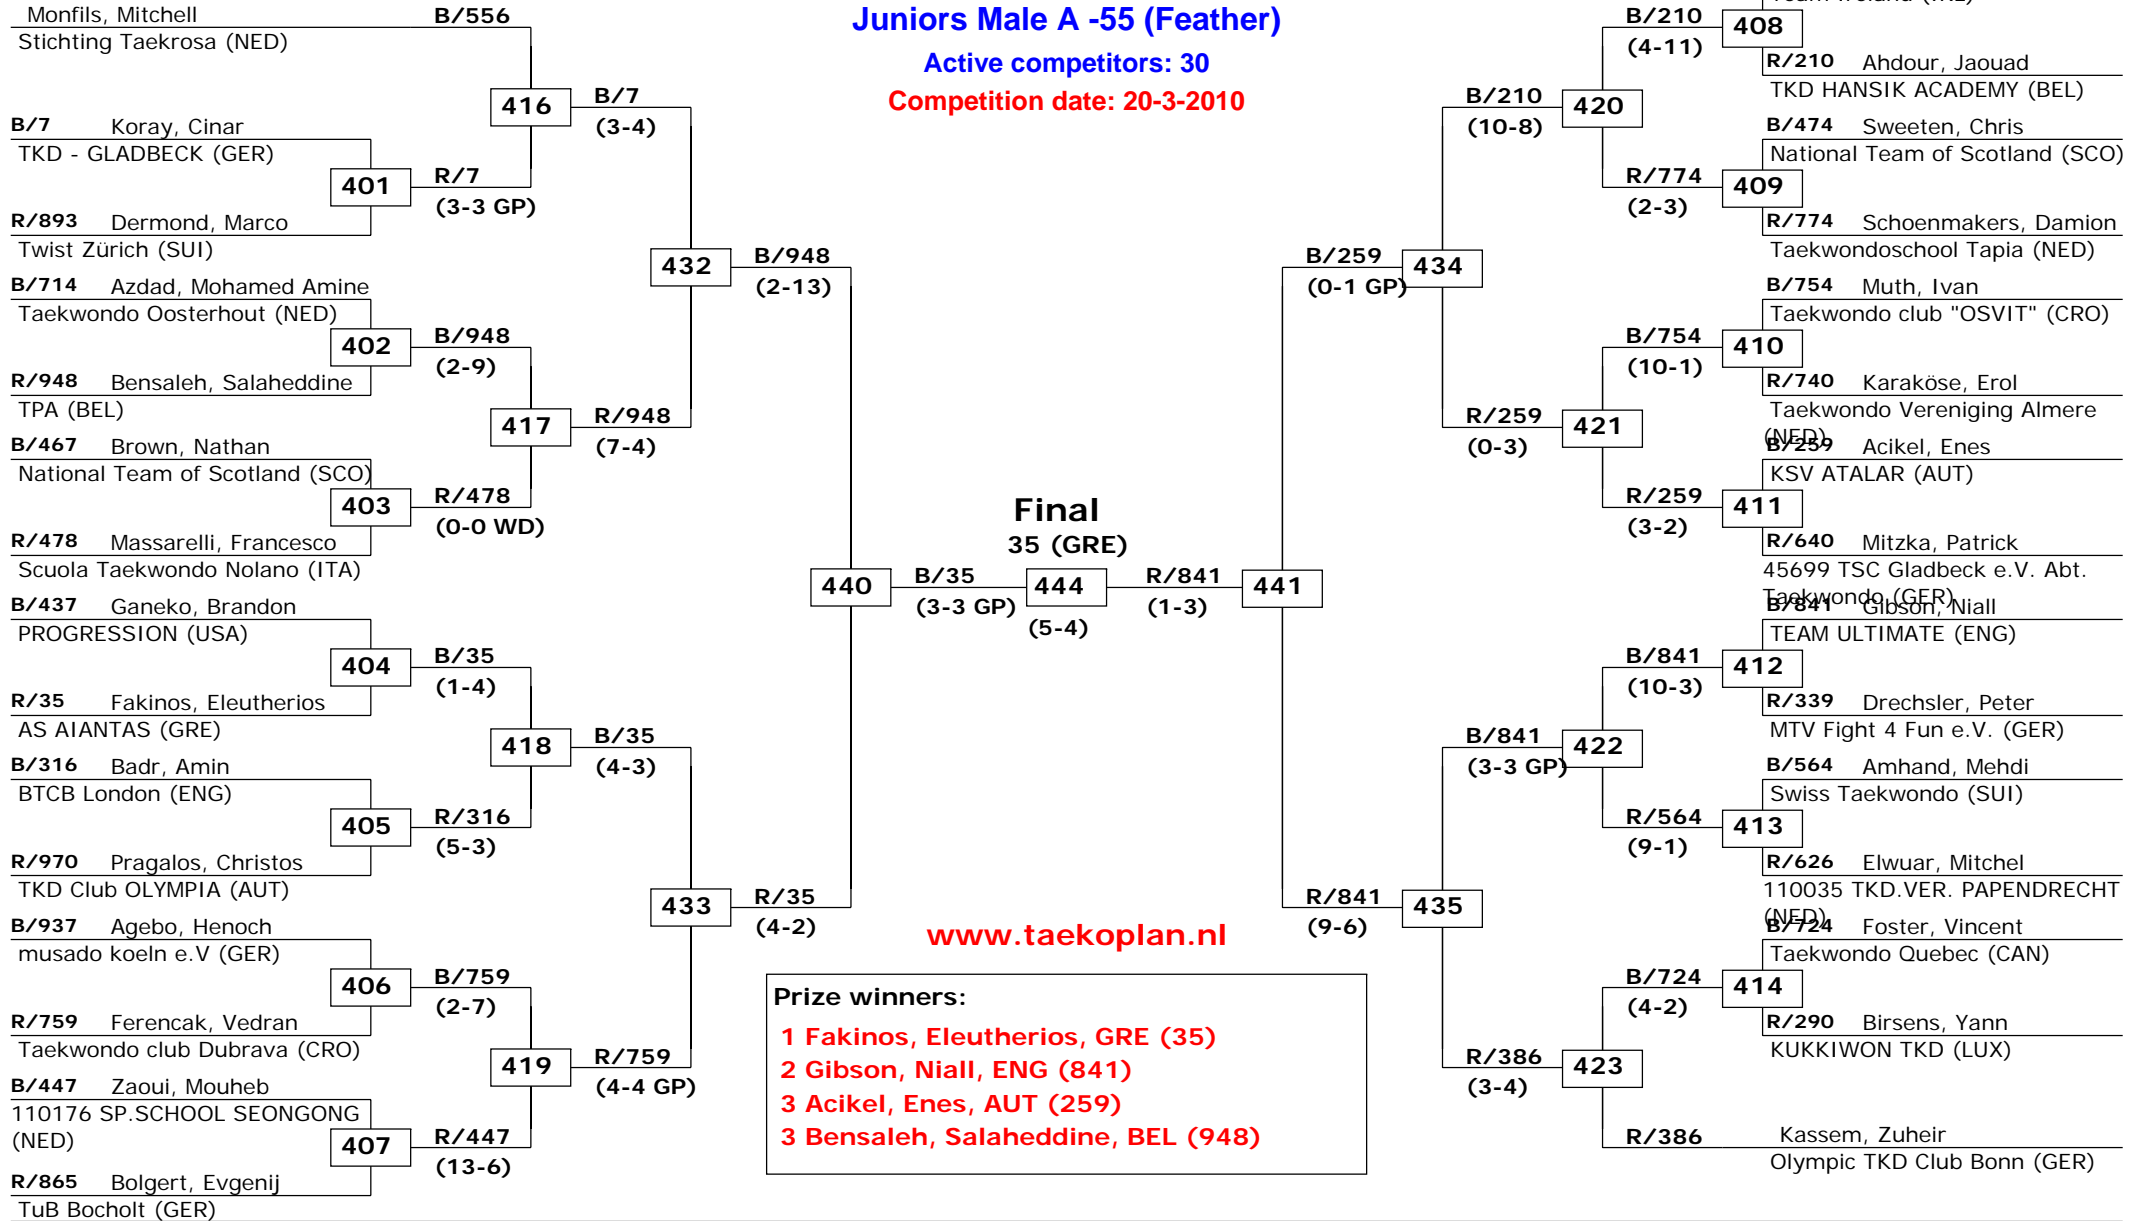 Juniors Male A -55 (Feather)
Active competitors: 30
Competition date: 20-3-2010
Monfils, Mitchell
Stichting Taekrosa (NED)
B/556
B/7 Koray, Cinar
TKD - GLADBECK (GER)
401
R/893 Dermond, Marco
Twist Zürich (SUI)
R/7
(3-3 GP)
416
B/7
(3-4)
B/714 Azdad, Mohamed Amine
Taekwondo Oosterhout (NED)
402
R/948 Bensaleh, Salaheddine
TPA (BEL)
B/948
(2-9)
B/467 Brown, Nathan
National Team of Scotland (SCO)
403
R/478 Massarelli, Francesco
Scuola Taekwondo Nolano (ITA)
R/478
(0-0 WD)
417
R/948
(7-4)
432
B/948
(2-13)
B/437 Ganeko, Brandon
PROGRESSION (USA)
404
R/35 Fakinos, Eleutherios
AS AIANTAS (GRE)
B/35
(1-4)
B/316 Badr, Amin
BTCB London (ENG)
405
R/970 Pragalos, Christos
TKD Club OLYMPIA (AUT)
R/316
(5-3)
418
B/35
(4-3)
B/937 Agebo, Henoch
musado koeln e.V (GER)
406
R/759 Ferencak, Vedran
Taekwondo club Dubrava (CRO)
B/759
(2-7)
B/447 Zaoui, Mouheb
110176 SP.SCHOOL SEONGONG
(NED)
407
R/865 Bolgert, Evgenij
TuB Bocholt (GER)
R/447
(13-6)
419
R/759
(4-4 GP)
433
R/35
(4-2)
440
B/35
(3-3 GP)
Final
35 (GRE)
444
(5-4)
R/841
(1-3)
441
B/259
(0-1 GP)
434
B/210
(10-8)
420
B/210
(4-11)
408
R/210 Ahdour, Jaouad
TKD HANSIK ACADEMY (BEL)
B/474 Sweeten, Chris
National Team of Scotland (SCO)
R/774
(2-3)
409
R/774 Schoenmakers, Damion
Taekwondoschool Tapia (NED)
B/754 Muth, Ivan
Taekwondo club "OSVIT" (CRO)
B/754
(10-1)
410
R/740 Karaköse, Erol
Taekwondo Vereniging Almere
(NED)
R/259
(0-3)
421
B/259 Acikel, Enes
KSV ATALAR (AUT)
R/259
(3-2)
411
R/640 Mitzka, Patrick
45699 TSC Gladbeck e.V. Abt.
Taekwondo (GER)
B/841 Gibson, Niall
TEAM ULTIMATE (ENG)
B/841
(10-3)
412
R/339 Drechsler, Peter
MTV Fight 4 Fun e.V. (GER)
B/841
(3-3 GP)
422
B/564 Amhand, Mehdi
Swiss Taekwondo (SUI)
R/564
(9-1)
413
R/626 Elwuar, Mitchel
110035 TKD.VER. PAPENDRECHT
(NED)
R/841
(9-6)
435
B/724 Foster, Vincent
Taekwondo Quebec (CAN)
B/724
(4-2)
414
R/290 Birsens, Yann
KUKKIWON TKD (LUX)
R/386
(3-4)
423
R/386 Kassem, Zuheir
Olympic TKD Club Bonn (GER)
www.taekoplan.nl
Prize winners:
1 Fakinos, Eleutherios, GRE (35)
2 Gibson, Niall, ENG (841)
3 Acikel, Enes, AUT (259)
3 Bensaleh, Salaheddine, BEL (948)